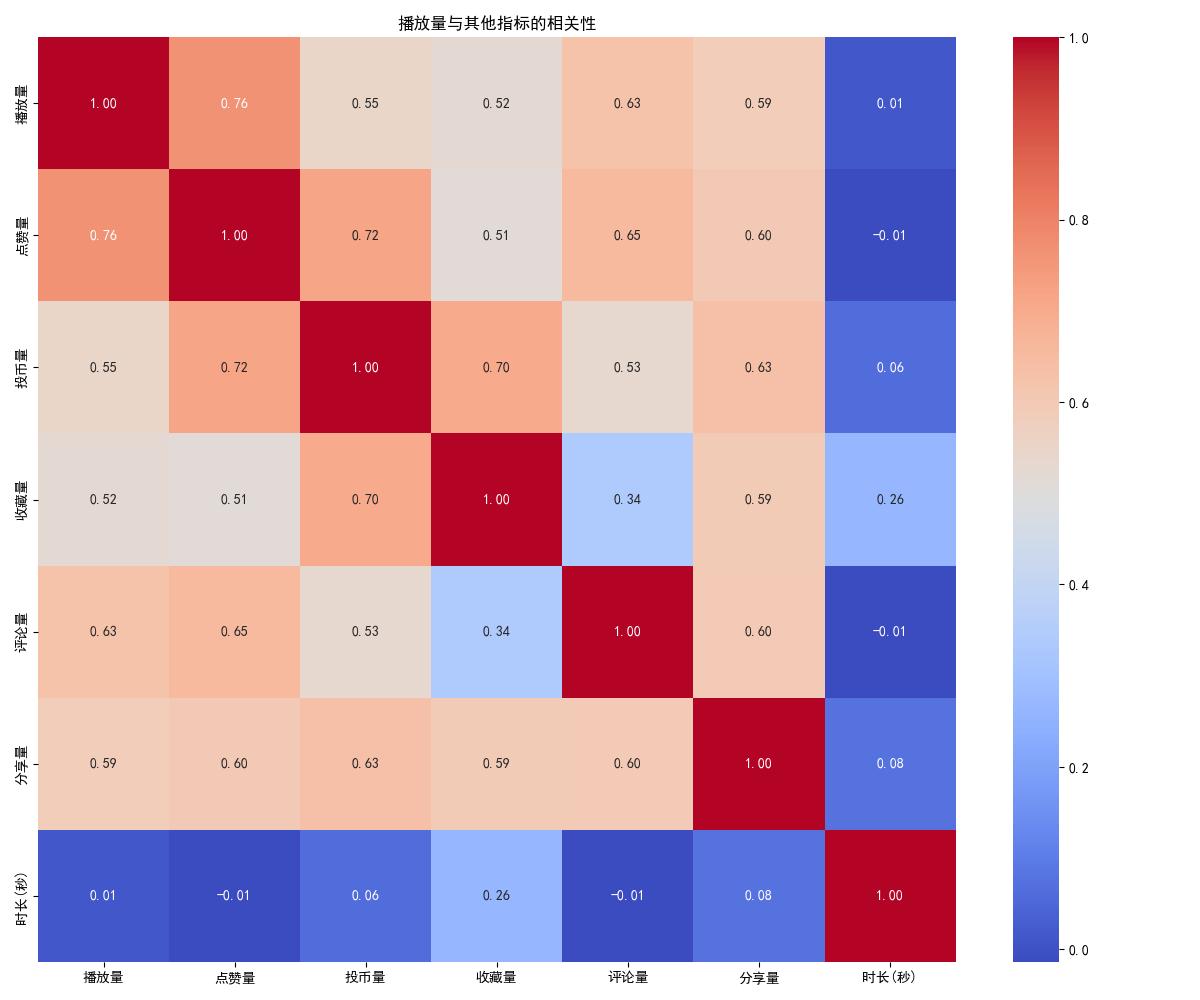 播放量与其他指标的相关性
播放量 1.00 0.76 0.55 0.52 0.63 0.59 0.01
点赞量 0.76 1.00 0.72 0.51 0.65 0.60 -0.01
投币量 0.55 0.72 1.00 0.70 0.53 0.63 0.06
收藏量 0.52 0.51 0.70 1.00 0.34 0.59 0.26
评论量 0.63 0.65 0.53 0.34 1.00 0.60 -0.01
分享量 0.59 0.60 0.63 0.59 0.60 1.00 0.08
时长(秒) 0.01 -0.01 0.06 0.26 -0.01 0.08 1.00
播放量 点赞量 投币量 收藏量 评论量 分享量 时长(秒)
1.0
0.8
0.6
0.4
0.2
0.0